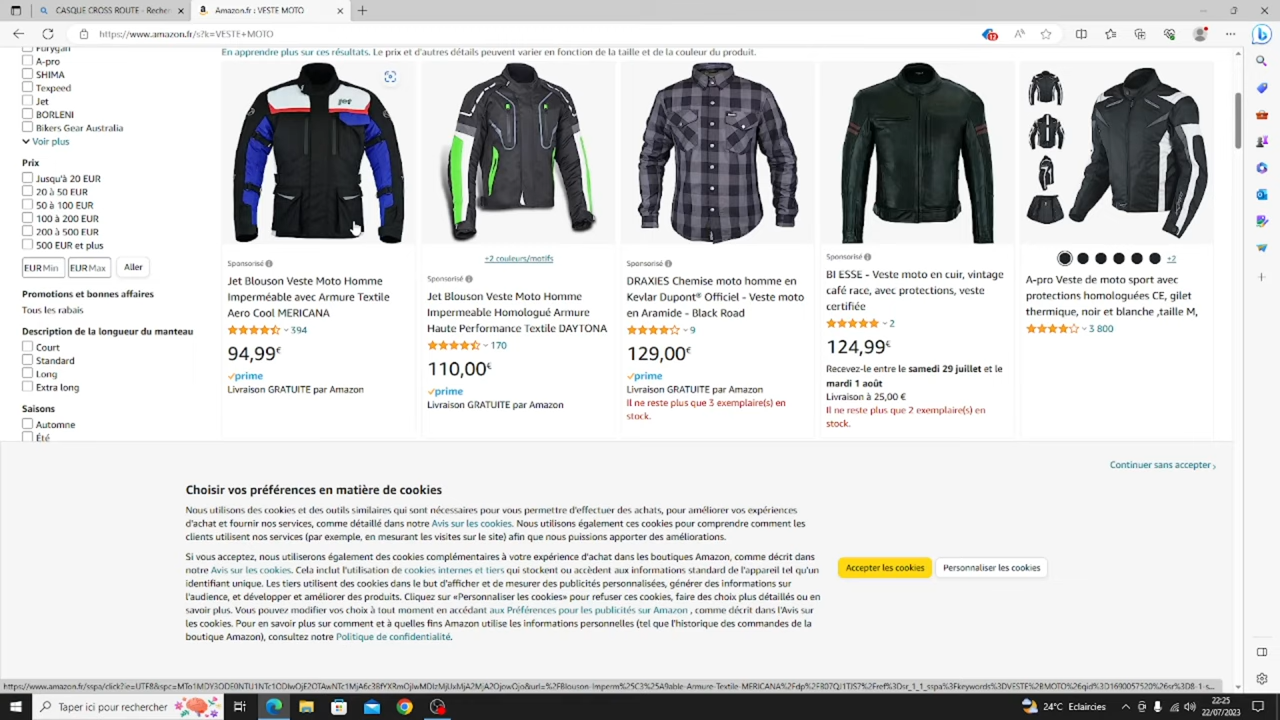 CASQUE CROSS ROUTE - Recher
Amazon.fr : VESTE MOTO
https://www.amazon.fr/s?k=VESTE+MOTO
12
En apprendre plus sur ces résultats. Le prix et d'autres détails peuvent varier en fonction de la taille et de la couleur du produit.
Furygan
A-pro
SHIMA
Texpeed
Jet
BORLENI
Bikers Gear Australia
Voir plus
Prix
Jusqu'à 20 EUR
20 à 50 EUR
50 à 100 EUR
100 à 200 EUR
200 à 500 EUR
500 EUR et plus
EUR Min EUR Max Aller
Promotions et bonnes affaires
Tous les rabais
Description de la longueur du manteau
Court
Standard
Long
Extra long
Saisons
Automne
Été
Sponsorisé
Jet Blouson Veste Moto Homme
Imperméable avec Armure Textile
Aero Cool MERICANA
394
94,99€
prime
Livraison GRATUITE par Amazon
+2 couleurs/motifs
Sponsorisé
Jet Blouson Veste Moto Homme
Impermeable Homologué Armure
Haute Performance Textile DAYTONA
170
110,00€
prime
Livraison GRATUITE par Amazon
Sponsorisé
DRAXIES Chemise moto homme en
Kevlar Dupont® Officiel - Veste moto
en Aramide - Black Road
9
129,00€
prime
Livraison GRATUITE par Amazon
Il ne reste plus que 3 exemplaire(s) en
stock.
Sponsorisé
BI ESSE - Veste moto en cuir, vintage
café race, avec protections, veste
certifiée
2
124,99€
Recevez-le entre le samedi 29 juillet et le
mardi 1 août
Livraison à 25,00 €
Il ne reste plus que 2 exemplaire(s) en
stock.
+2
A-pro Veste de moto sport avec
protections homologuées CE, gilet
thermique, noir et blanche ,taille M,
3 800
Continuer sans accepter
Choisir vos préférences en matière de cookies
Nous utilisons des cookies et des outils similaires qui sont nécessaires pour vous permettre d'effectuer des achats, pour améliorer vos expériences
d'achat et fournir nos services, comme détaillé dans notre Avis sur les cookies. Nous utilisons également ces cookies pour comprendre comment les
clients utilisent nos services (par exemple, en mesurant les visites sur le site) afin que nous puissions apporter des améliorations.
Si vous acceptez, nous utiliserons également des cookies complémentaires à votre expérience d'achat dans les boutiques Amazon, comme décrit dans
notre Avis sur les cookies. Cela inclut l'utilisation de cookies internes et tiers qui stockent ou accèdent aux informations standard de l'appareil tel qu'un
identifiant unique. Les tiers utilisent des cookies dans le but d'afficher et de mesurer des publicités personnalisées, générer des informations sur
l'audience, et développer et améliorer des produits. Cliquez sur «Personnaliser les cookies» pour refuser ces cookies, faire des choix plus détaillés ou en
savoir plus. Vous pouvez modifier vos choix à tout moment en accédant aux Préférences pour les publicités sur Amazon , comme décrit dans l'Avis sur
les cookies. Pour en savoir plus sur comment et à quelles fins Amazon utilise les informations personnelles (tel que l'historique des commandes de la
boutique Amazon), consultez notre Politique de confidentialité.
Accepter les cookies Personnaliser les cookies
Taper ici pour rechercher
24°C Eclaircies
22:25
22/07/2023